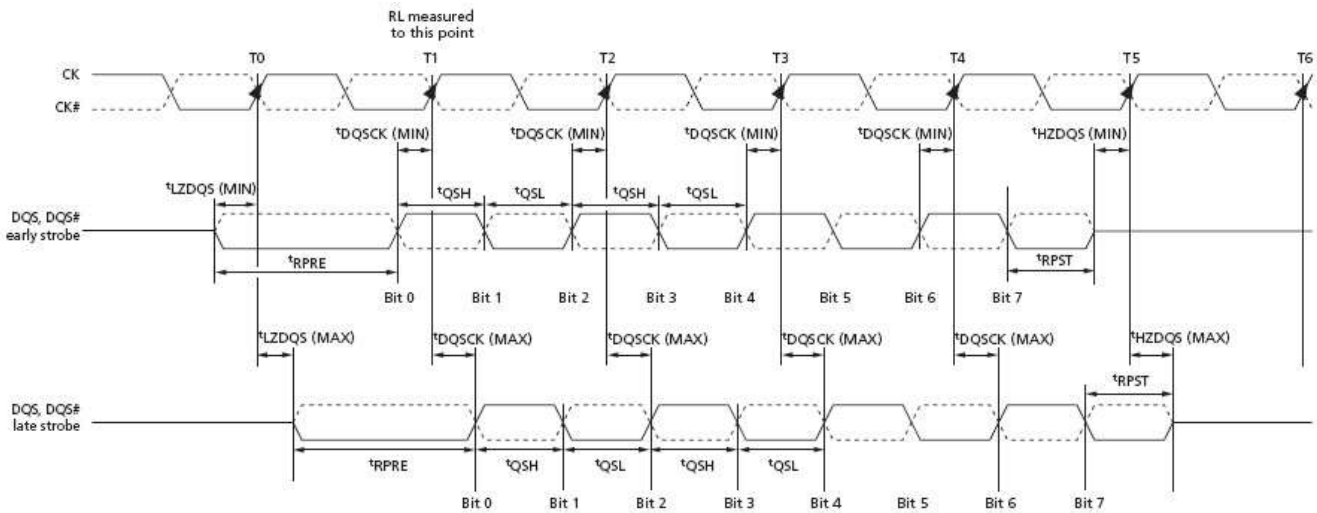 RL measured
to this point
T0 T1 T2 T3 T4 T5 T6
CK
CK#
tDQSCK (MIN) tDQSCK (MIN) tDQSCK (MIN) tDQSCK (MIN) tHZDQS (MIN)
tLZDQS (MIN)
tQSH tQSL tQSH tQSL
DQS, DQS#
early strobe
tRPRE tRPST
Bit 0 Bit 1 Bit 2 Bit 3 Bit 4 Bit 5 Bit 6 Bit 7
tLZDQS (MAX) tDQSCK (MAX) tDQSCK (MAX) tDQSCK (MAX) tDQSCK (MAX) tHZDQS (MAX)
tRPST
DQS, DQS#
late strobe
tRPRE tQSH tQSL tQSH tQSL
Bit 0 Bit 1 Bit 2 Bit 3 Bit 4 Bit 5 Bit 6 Bit 7